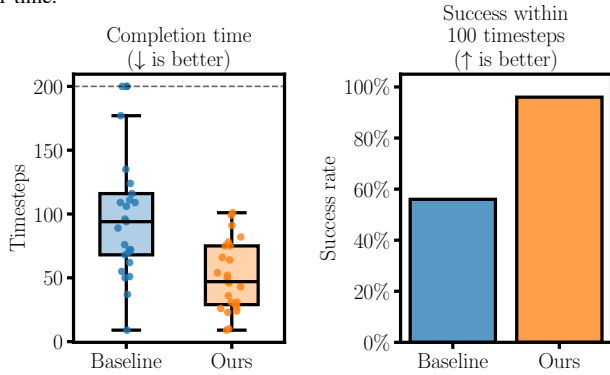 r time.
Completion time
(↓ is better)
200
150
100
50
0
Timesteps
Baseline
Ours
Success within
100 timesteps
(↑ is better)
100%
80%
60%
40%
20%
0%
Success rate
Baseline
Ours